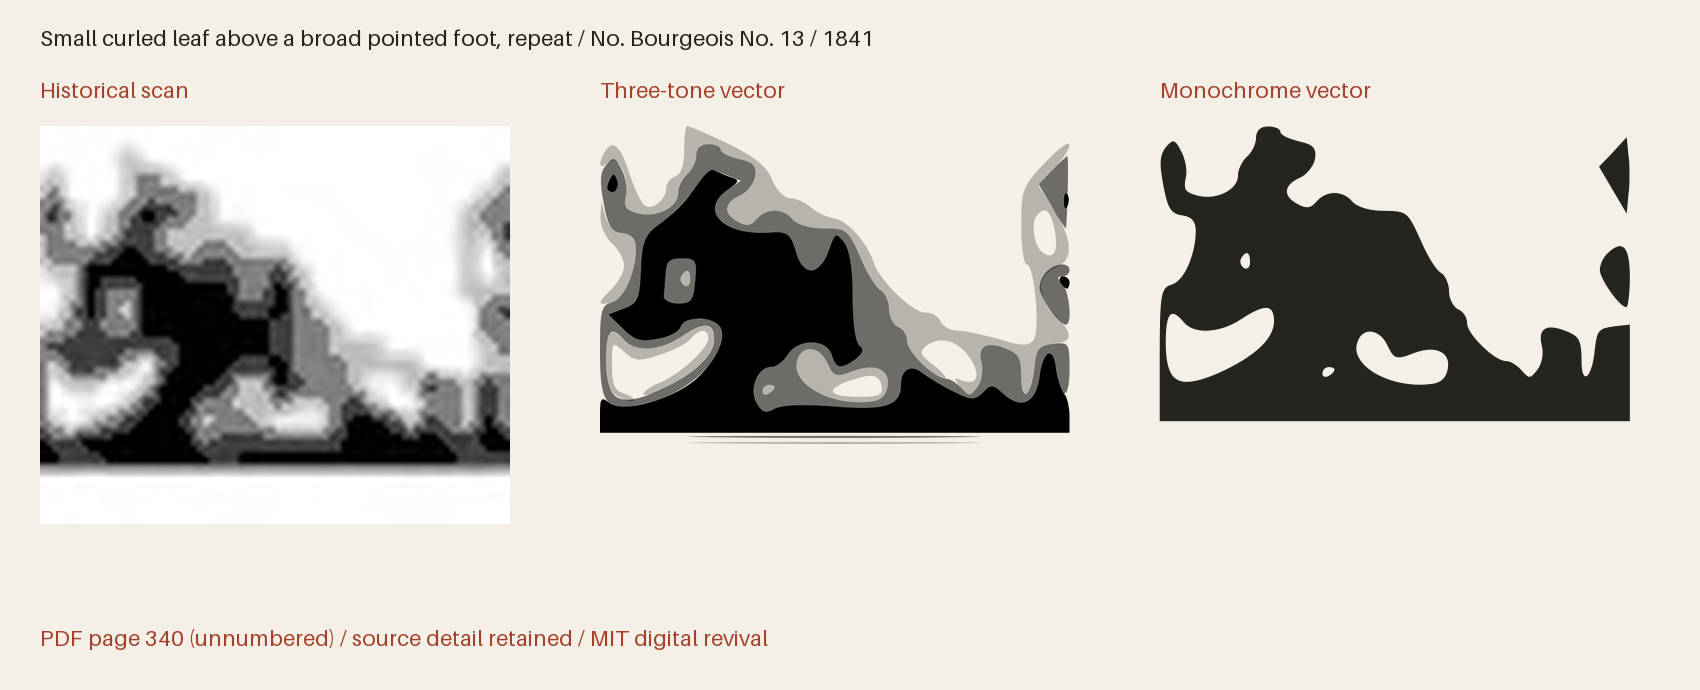 Small curled leaf above a broad pointed foot, repeat / No. Bourgeois No. 13 / 1841
Historical scan
Three-tone vector
Monochrome vector
PDF page 340 (unnumbered) / source detail retained / MIT digital revival